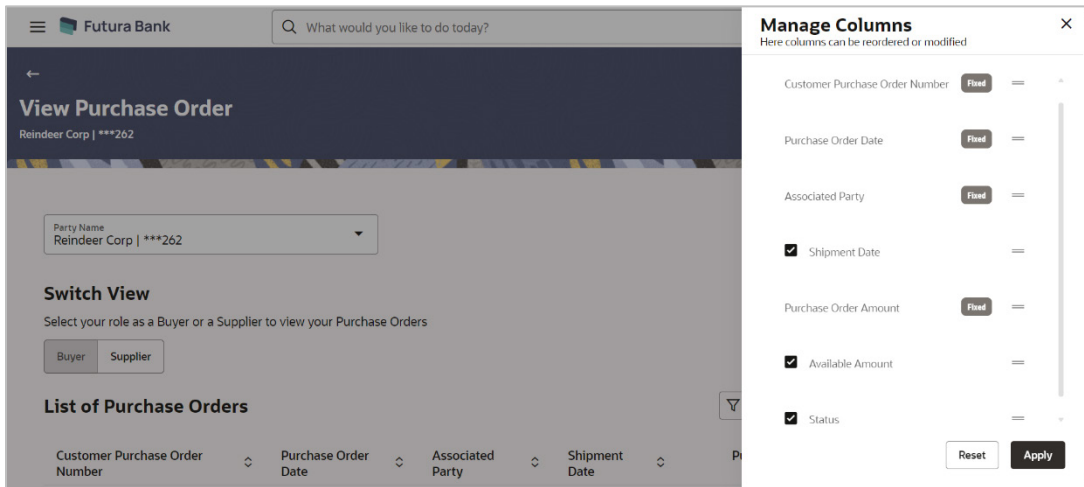 Futura Bank
What would you like to do today?
View Purchase Order
Reindeer Corp | ***262
Party Name
Reindeer Corp | ***262
Switch View
Select your role as a Buyer or a Supplier to view your Purchase Orders
Buyer Supplier
List of Purchase Orders
Customer Purchase Order Number
Purchase Order Date
Associated Party
Shipment Date
Manage Columns
Here columns can be reordered or modified
Customer Purchase Order Number Fixed
Purchase Order Date Fixed
Associated Party Fixed
Shipment Date
Purchase Order Amount Fixed
Available Amount
Status
Reset Apply